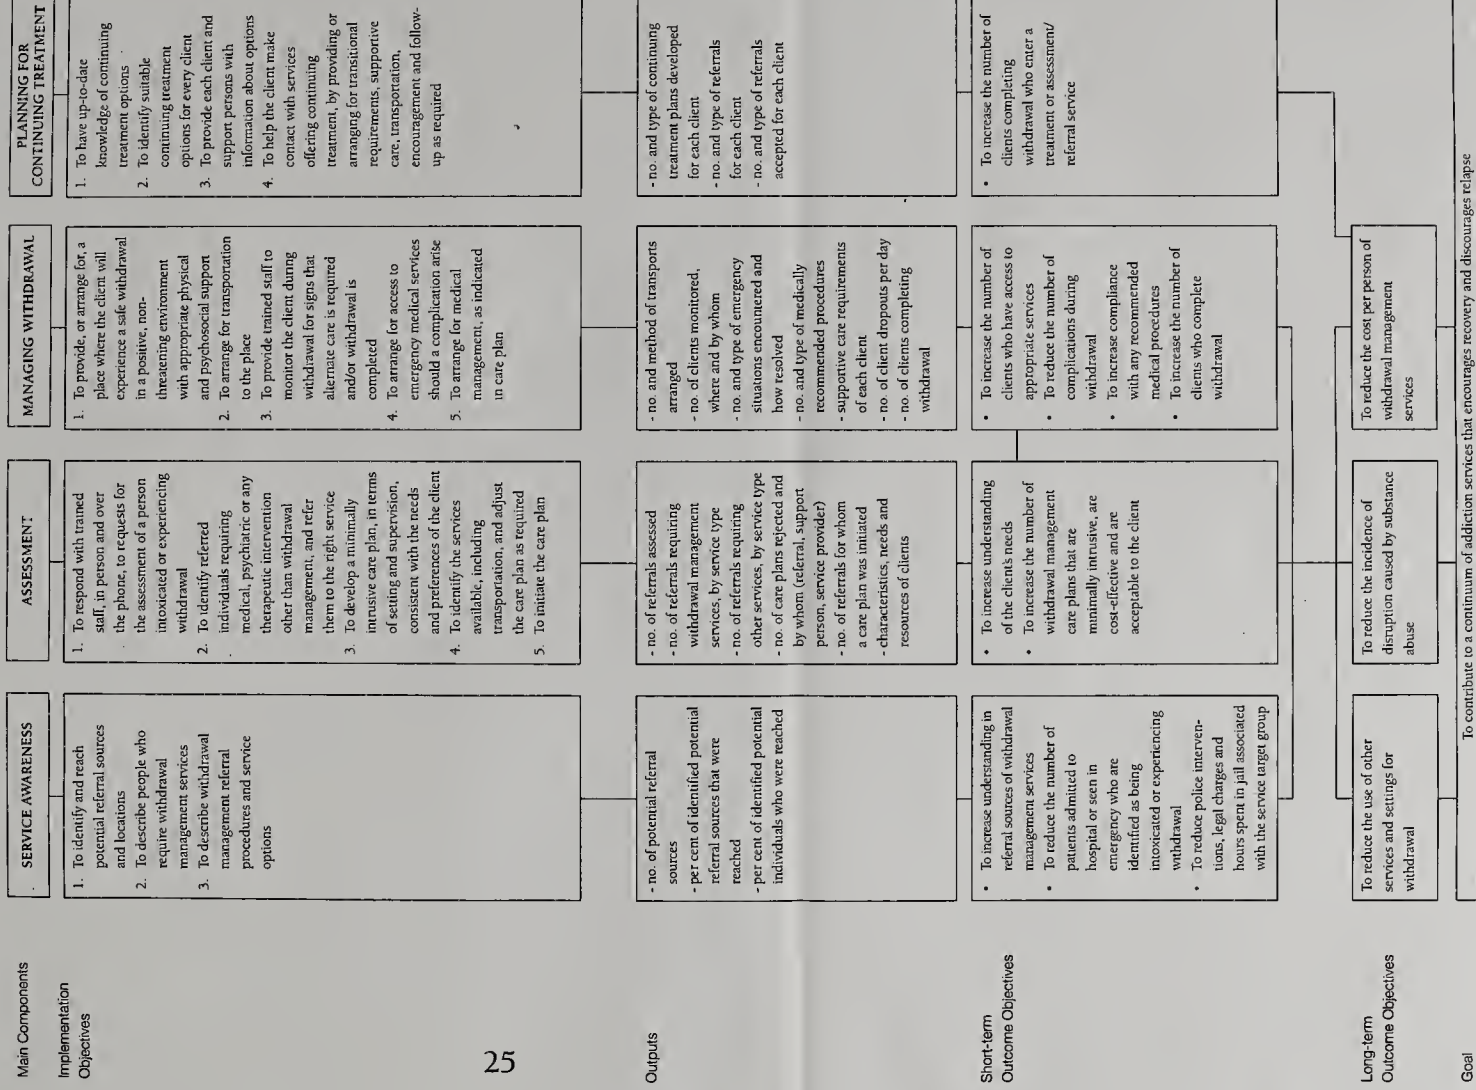 Main Components
SERVICE AWARENESS
ASSESSMENT
MANAGING WITHDRAWAL
PLANNING FOR
CONTINUING TREATMENT
Implementation
Objectives
1. To identify and reach
potential referral sources
and locations
2. To describe people who
require withdrawal
management services
3. To describe withdrawal
management referral
procedures and service
options
1. To respond with trained
staff, in person and over
the phone, to requests for
the assessment of a person
intoxicated or experiencing
withdrawal
2. To identify referred
individuals requiring
medical, psychiatric or any
therapeutic intervention
other than withdrawal
management, and refer
them to the right service
3. To develop a minimally
intrusive care plan, in terms
of setting and supervision,
consistent with the needs
and preferences of the client
4. To identify the services
available, including
transportation, and adjust
the care plan as required
5. To initiate the care plan
1. To provide, or arrange for, a
place where the client will
experience a safe withdrawal
in a positive, non-
threatening environment
with appropriate physical
and psychosocial support
2. To arrange for transportation
to the place
3. To provide trained staff to
monitor the client during
withdrawal for signs that
alternate care is required
and/or withdrawal is
completed
4. To arrange for access to
emergency medical services
should a complication arise
5. To arrange for medical
management, as indicated
in care plan
1. To have up-to-date
knowledge of continuing
treatment options
2. To identify suitable
continuing treatment
options for every client
3. To provide each client and
support persons with
information about options
4. To help the client make
contact with services
offering continuing
treatment, by providing or
arranging for transitional
requirements, supportive
care, transportation,
encouragement and follow-
up as required
25
Outputs
- no. of potential referral
sources
- per cent of identified potential
referral sources that were
reached
- per cent of identified potential
individuals who were reached
- no. of referrals assessed
- no. of referrals requiring
withdrawal management
services, by service type
- no. of referrals requiring
other services, by service type
- no. of care plans rejected and
by whom (referral, support
person, service provider)
- no. of referrals for whom
a care plan was initiated
- characteristics, needs and
resources of clients
- no. and method of transports
arranged
- no. of clients monitored,
where and by whom
- no. and type of emergency
situations encountered and
how resolved
- no. and type of medically
recommended procedures
- supportive care requirements
of each client
- no. of client dropouts per day
- no. of clients completing
withdrawal
- no. and type of continuing
treatment plans developed
for each client
- no. and type of referrals
for each client
- no. and type of referrals
accepted for each client
Short-term
Outcome Objectives
• To increase understanding in
referral sources of withdrawal
management services
• To reduce the number of
patients admitted to
hospital or seen in
emergency who are
identified as being
intoxicated or experiencing
withdrawal
• To reduce police interven-
tions, legal charges and
hours spent in jail associated
with the service target group
• To increase understanding
of the client's needs
• To increase the number of
withdrawal management
care plans that are
minimally intrusive, are
cost-effective and are
acceptable to the client
• To increase the number of
clients who have access to
appropriate services
• To reduce the number of
complications during
withdrawal
• To increase compliance
with any recommended
medical procedures
• To increase the number of
clients who complete
withdrawal
• To increase the number of
clients completing
withdrawal who enter a
treatment or assessment/
referral service
Long-term
Outcome Objectives
To reduce the use of other
services and settings for
withdrawal
To reduce the incidence of
disruption caused by substance
abuse
To reduce the cost per person of
withdrawal management
services
Goal
To contribute to a continuum of addiction services that encourages recovery and discourages relapse